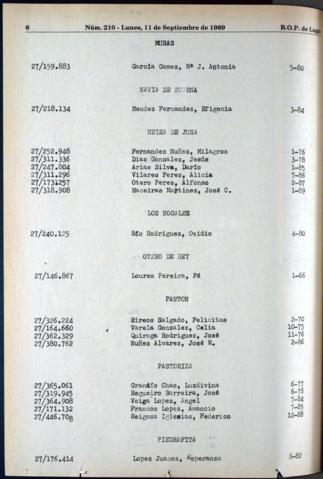 6 Núm. 210 - Lunes, 11 de Septiembre de 1989 B.O.P. de Lugo
MURAS
27/159.883 García Gomez, Mª J. Antonia 5-80
NAVIA DE SUARNA
27/218.134 Mendez Fernandez, Efigenia 3-84
NEIRA DE JUSA
27/252.948 Fernandez Nuñez, Milagros 1-76
27/311.336 Diaz Gonzalez, Jesús 3-78
27/247.804 Arias Silva, Darío 1-85
27/311.296 Vilares Perez, Alicia 7-86
27/173257 Otero Perez, Alfonso 2-87
27/318.908 Maceiras Martinez, José C. 1-89
LOS NOGALES
27/240.125 Río Rodriguez, Ovidio 4-80
OTERO DE REY
27/146.867 Loures Pereira, Fé 1-66
PANTON
27/326.224 Eireos Salgado, Felicitas 2-70
27/164.660 Varela Gonzalez, Celia 10-75
27/362.329 Quiroga Rodriguez, José 11-76
27/380.762 Nuñez Alvarez, José M. 2-86
PASTORIZA
27/365.061 Grandío Chao, Luzdivina 6-77
27/319.945 Regueiro Barreira, José 6-78
27/364.908 Veiga Lopez, Angel 7-84
27/171.132 Francos Lopez, Amancio 7-85
27/446.708 Reigosa Iglesias, Federico 12-88
PIEDRAFITA
27/176.414 Lopez Juanes, Esperanza 8-82